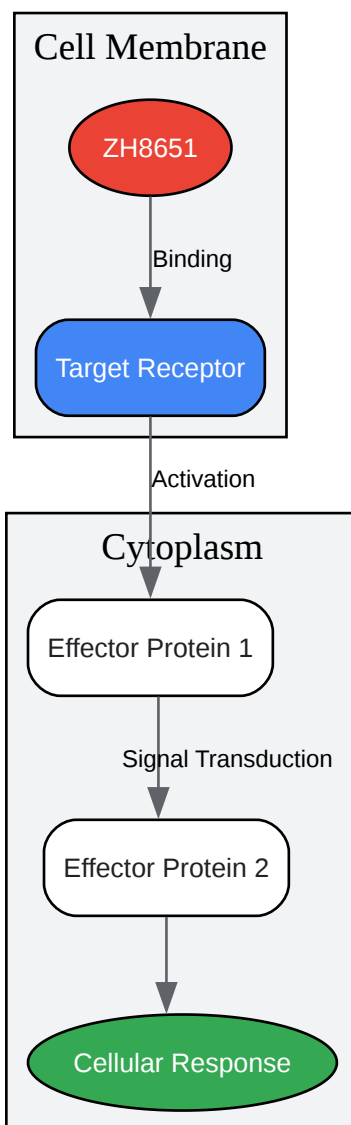 Cell Membrane
ZH8651
Binding
Target Receptor
Activation
Cytoplasm
Effector Protein 1
Signal Transduction
Effector Protein 2
Cellular Response